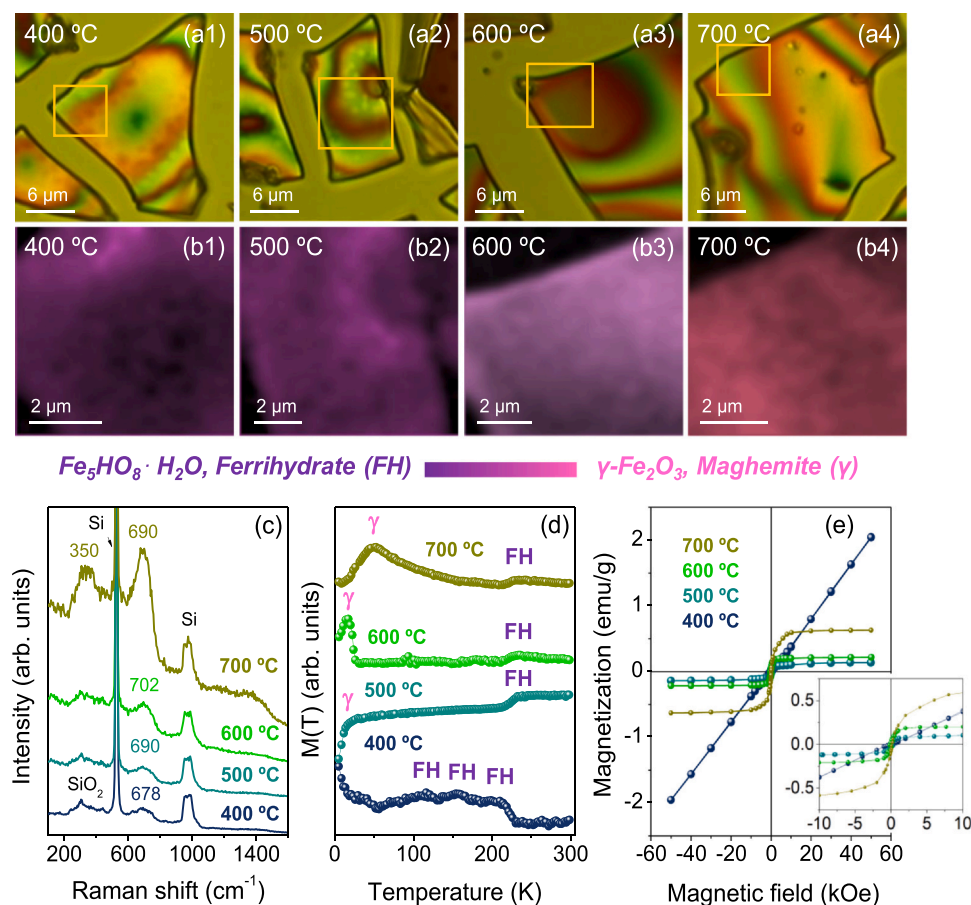 400 ºC (a1)
500 ºC (a2)
600 ºC (a3)
700 ºC (a4)
6 µm
6 µm
6 µm
6 µm
400 ºC (b1)
500 ºC (b2)
600 ºC (b3)
700 ºC (b4)
2 µm
2 µm
2 µm
2 µm
Fe₅HO₈· H₂O, Ferrihydrate (FH)
γ-Fe₂O₃, Maghemite (γ)
(c)
Si
690
350
Si
700 ºC
702
600 ºC
690
500 ºC
SiO₂
678
400 ºC
100 600 1000
Raman shift (cm⁻¹)
Intensity (arb. units)
(d)
γ
700 ºC
FH
γ
600 ºC
FH
γ
500 ºC
FH
400 ºC
FH FH FH
0 100 200 300
Temperature (K)
M(T) (arb. units)
(e)
700 ºC
600 ºC
500 ºC
400 ºC
2
1
0
-1
-2
-60 -40 -20 0 20 40 60
Magnetic field (kOe)
Magnetization (emu/g)
0.5
0.0
-0.5
-10 0 10